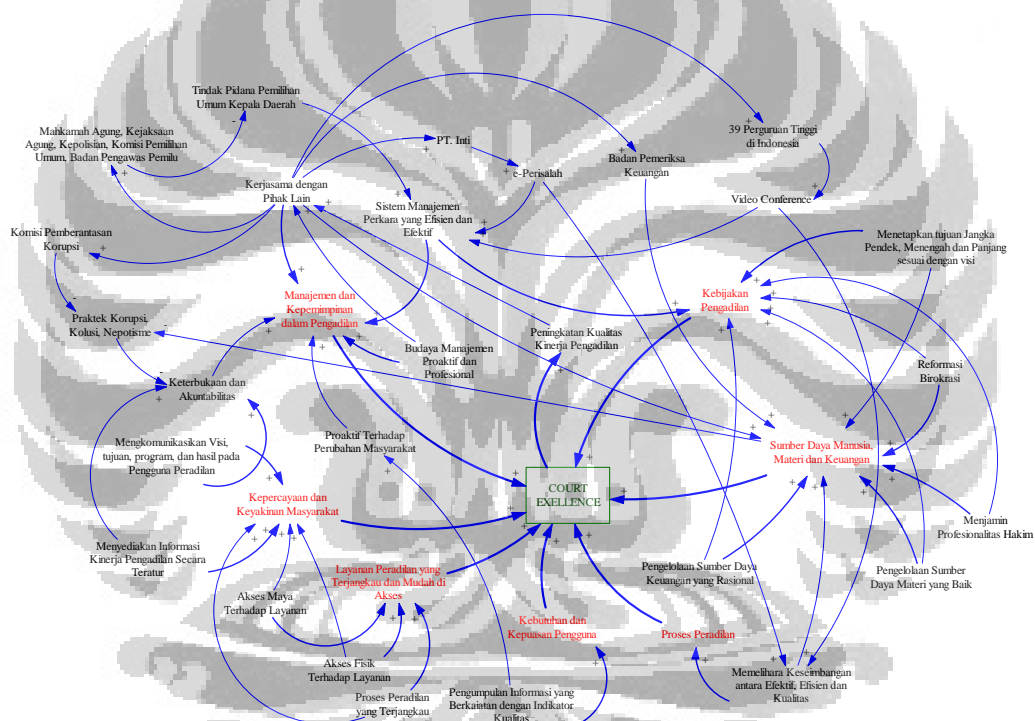 Tindak Pidana Pemilihan
Umum Kepala Daerah
Mahkamah Agung, Kejaksaan
Agung, Kepolisian, Komisi Pemilihan
Umum, Badan Pengawas Pemilu
PT. Inti
e-Perisalah
Badan Pemeriksa
Keuangan
39 Perguruan Tinggi
di Indonesia
Kerjasama dengan
Pihak Lain
Sistem Manajemen
Perkara yang Efisien dan
Efektif
Video Conference
Komisi Pemberantasan
Korupsi
Menetapkan tujuan Jangka
Pendek, Menengah dan Panjang
sesuai dengan visi
Manajemen dan
Kepemimpinan
dalam Pengadilan
Kebijakan
Pengadilan
Praktek Korupsi,
Kolusi, Nepotisme
Peningkatan Kualitas
Kinerja Pengadilan
Budaya Manajemen
Proaktif dan
Profesional
Reformasi
Birokrasi
Keterbukaan dan
Akuntabilitas
Mengkomunikasikan Visi,
tujuan, program, dan hasil pada
Pengguna Peradilan
Proaktif Terhadap
Perubahan Masyarakat
Sumber Daya Manusia,
Materi dan Keuangan
Kepercayaan dan
Keyakinan Masyarakat
COURT
EXELLENCE
Menjamin
Profesionalitas Hakim
Menyediakan Informasi
Kinerja Pengadilan Secara
Teratur
Layanan Peradilan yang
Terjangkau dan Mudah di
Akses
Pengelolaan Sumber Daya
Keuangan yang Rasional
Pengelolaan Sumber
Daya Materi yang Baik
Akses Maya
Terhadap Layanan
Kebutuhan dan
Kepuasan Pengguna
Proses Peradilan
Akses Fisik
Terhadap Layanan
Memelihara Keseimbangan
antara Efektif, Efisien dan
Kualitas
Proses Peradilan
yang Terjangkau
Pengumpulan Informasi yang
Berkaiatan dengan Indikator
Kualitas